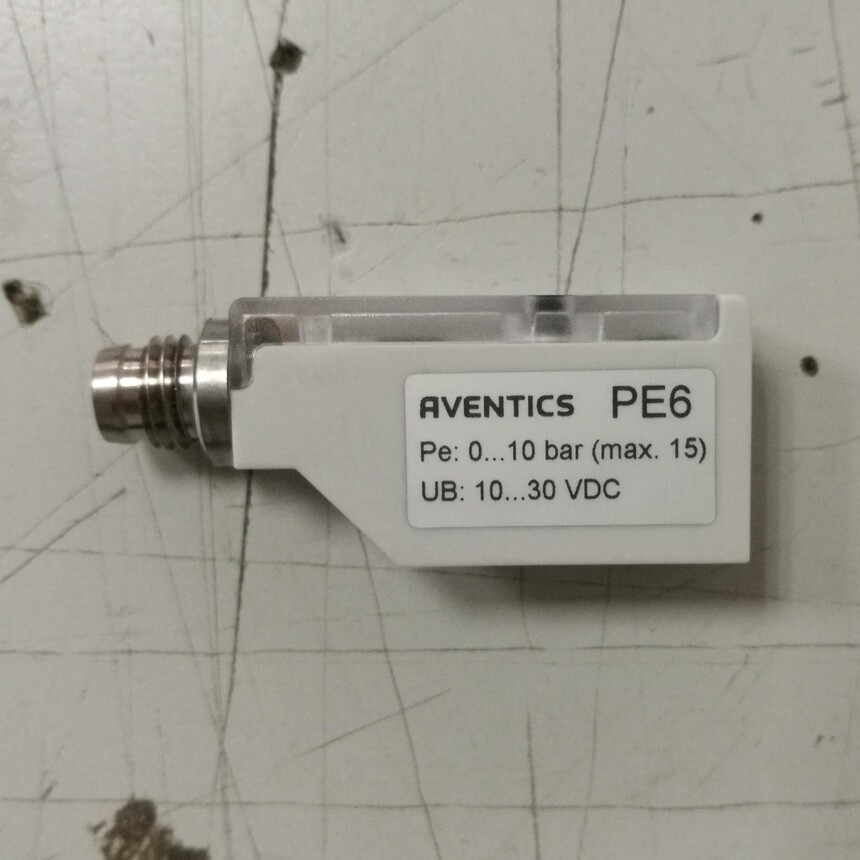 AVENTICS PE6
Pe: 0...10 bar (max. 15)
UB: 10...30 VDC